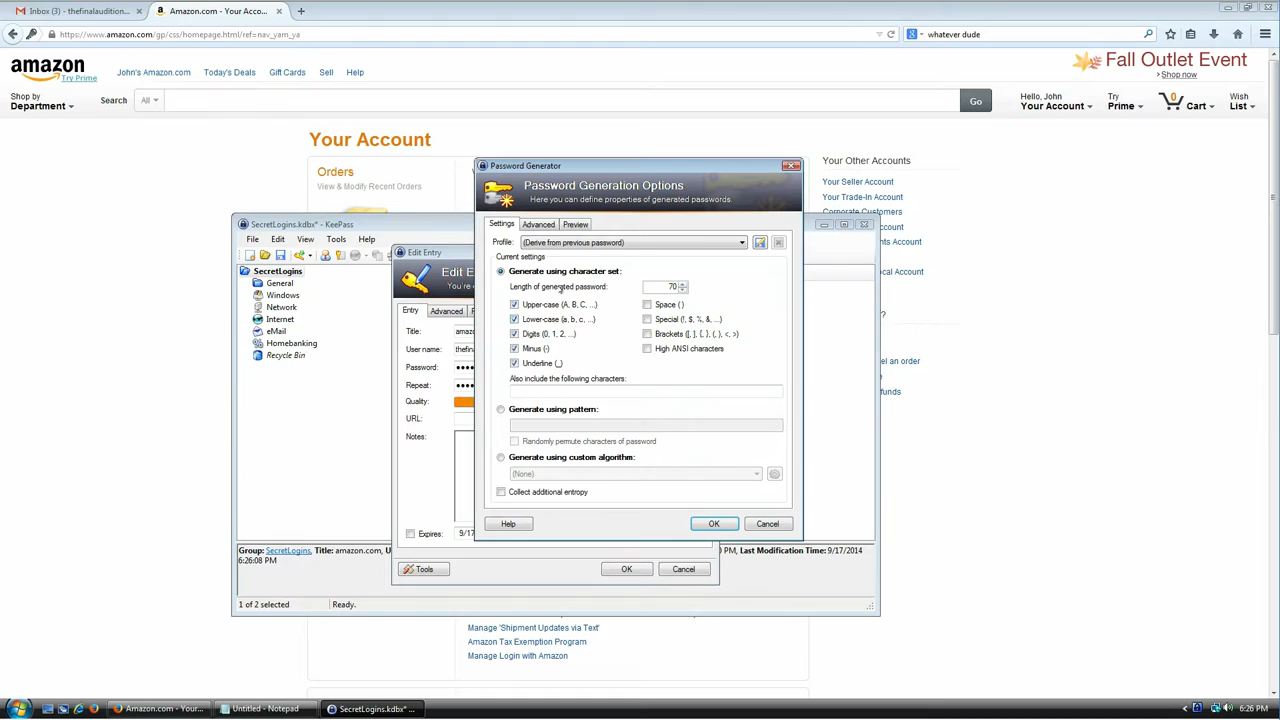 Inbox (3) - thefinalaudition...
Amazon.com - Your Acco...
https://www.amazon.com/gp/css/homepage.html/ref=nav_yam_ya
whatever dude
amazon
Try Prime
John's Amazon.com Today's Deals Gift Cards Sell Help
Fall Outlet Event
Shop now
Shop by
Department
Search All Go
Hello, John
Your Account
Try
Prime
0
Cart
Wish
List
Your Account
Orders
View & Modify Recent Orders
Your Other Accounts
Your Seller Account
Your Trade-In Account
Corporate Customers
SecretLogins.kdbx* - KeePass
File Edit View Tools Help
SecretLogins
General
Windows
Network
Internet
eMail
Homebanking
Recycle Bin
Group: SecretLogins, Title: amazon.com,
Last Modification Time: 9/17/2014
6:26:08 PM
1 of 2 selected Ready.
Edit Entry
Entry Advanced
Title: amaz
User name: thefin
Password:
Repeat:
Quality:
URL:
Notes:
Expires: 9/17
Tools OK Cancel
Password Generator
Password Generation Options
Here you can define properties of generated passwords.
Settings Advanced Preview
Profile: (Derive from previous password)
Current settings
Generate using character set:
Length of generated password: 70
Upper-case (A, B, C, ...) Space ( )
Lower-case (a, b, c, ...) Special (!, $, %, &, ...)
Digits (0, 1, 2, ...) Brackets ([, ], {, }, (, ), <, >)
Minus (-) High ANSI characters
Underline (_)
Also include the following characters:
Generate using pattern:
Randomly permute characters of password
Generate using custom algorithm:
(None)
Collect additional entropy
Help OK Cancel
Manage 'Shipment Updates via Text'
Amazon Tax Exemption Program
Manage Login with Amazon
Amazon.com - Your...
Untitled - Notepad
SecretLogins.kdbx*...
6:26 PM